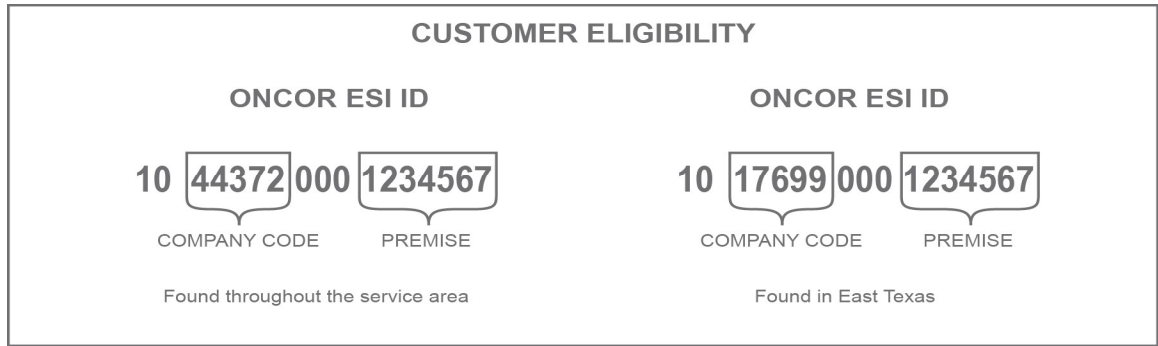 CUSTOMER ELIGIBILITY
ONCOR ESI ID
10 44372 000 1234567
COMPANY CODE PREMISE
Found throughout the service area
ONCOR ESI ID
10 17699 000 1234567
COMPANY CODE PREMISE
Found in East Texas